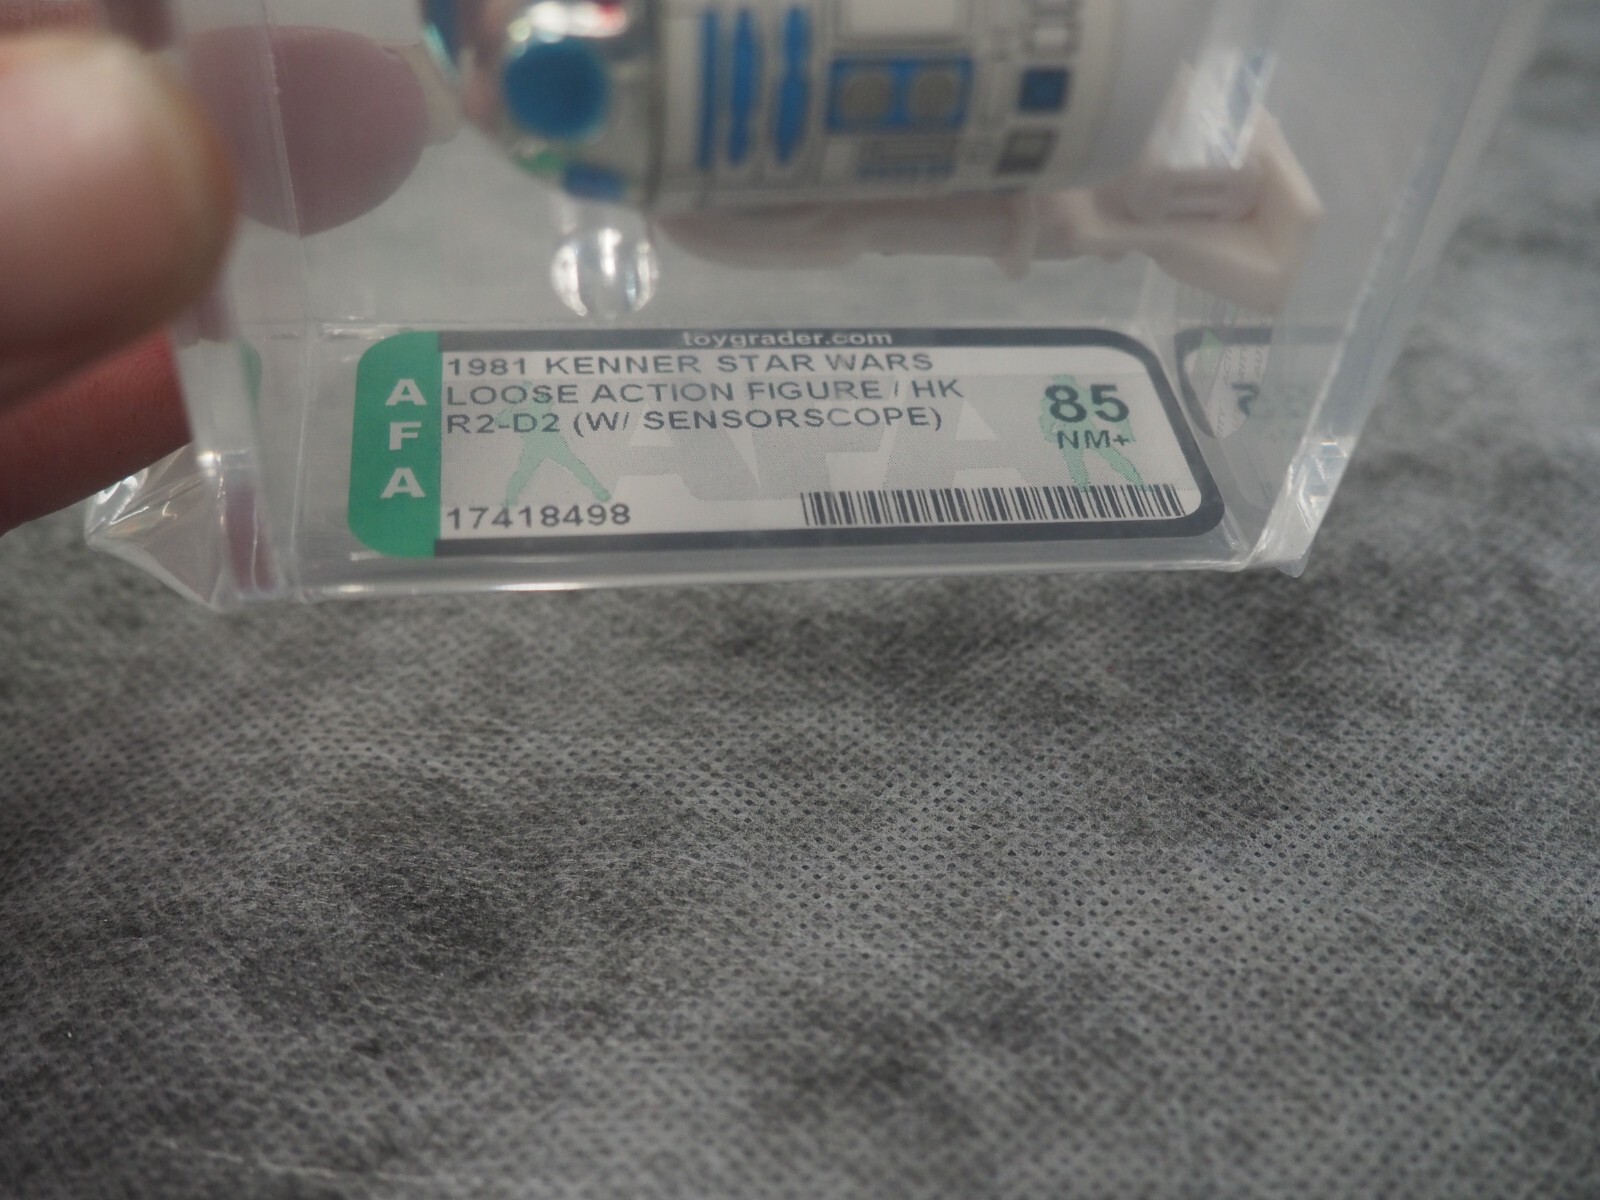 toygrader.com
AFA
1981 KENNER STAR WARS
LOOSE ACTION FIGURE / HK
R2-D2 (W/ SENSORSCOPE)
85
NM+
17418498